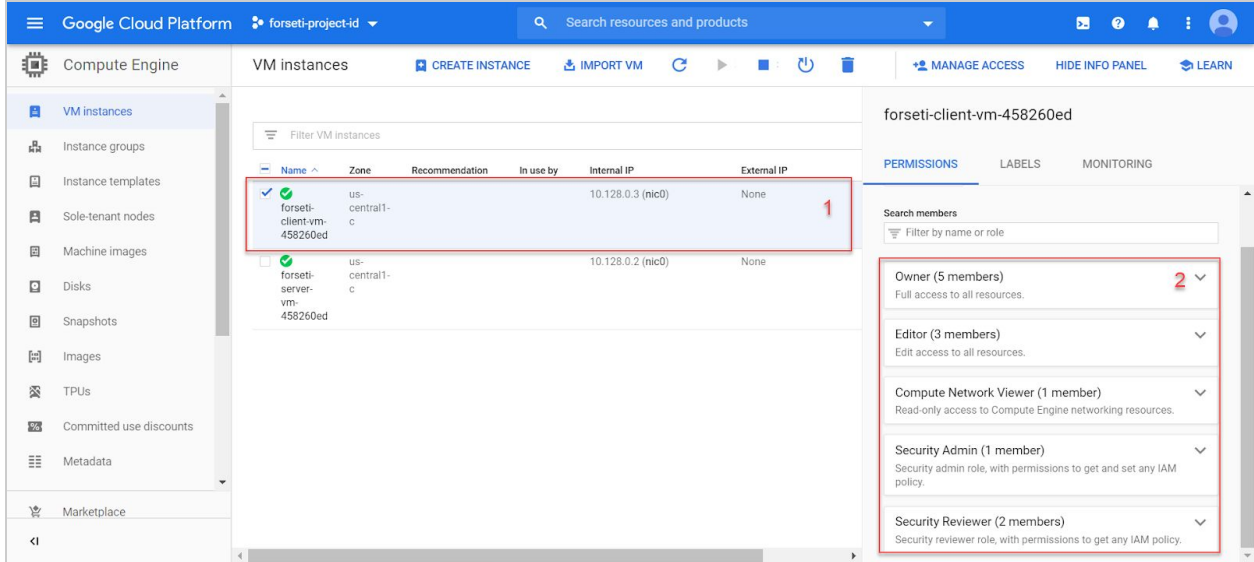 Google Cloud Platform
forseti-project-id
Search resources and products
Compute Engine
VM instances
CREATE INSTANCE
IMPORT VM
MANAGE ACCESS
HIDE INFO PANEL
LEARN
VM instances
Instance groups
Instance templates
Sole-tenant nodes
Machine images
Disks
Snapshots
Images
TPUs
Committed use discounts
Metadata
Marketplace
Filter VM instances
Name Zone Recommendation In use by Internal IP External IP
forseti-
client-vm-
458260ed
us-
central1-
c
10.128.0.3 (nic0)
None
1
forseti-
server-
vm-
458260ed
us-
central1-
c
10.128.0.2 (nic0)
None
forseti-client-vm-458260ed
PERMISSIONS LABELS MONITORING
Search members
Filter by name or role
Owner (5 members)
Full access to all resources.
2
Editor (3 members)
Edit access to all resources.
Compute Network Viewer (1 member)
Read-only access to Compute Engine networking resources.
Security Admin (1 member)
Security admin role, with permissions to get and set any IAM
policy.
Security Reviewer (2 members)
Security reviewer role, with permissions to get any IAM policy.